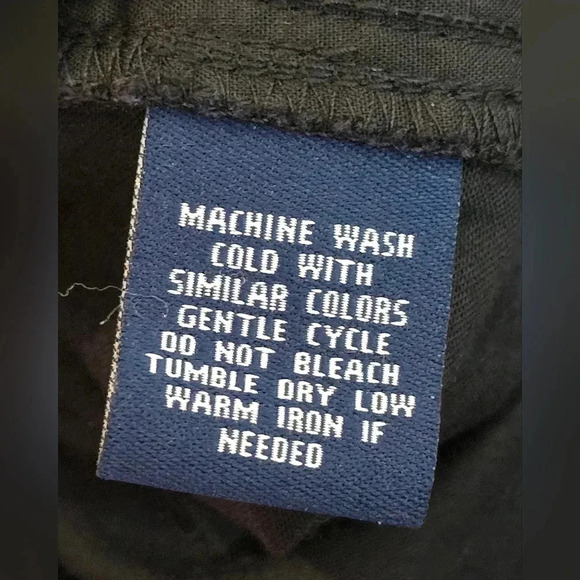 MACHINE WASH
COLD WITH
SIMILAR COLORS
GENTLE CYCLE
DO NOT BLEACH
TUMBLE DRY LOW
WARM IRON IF
NEEDED